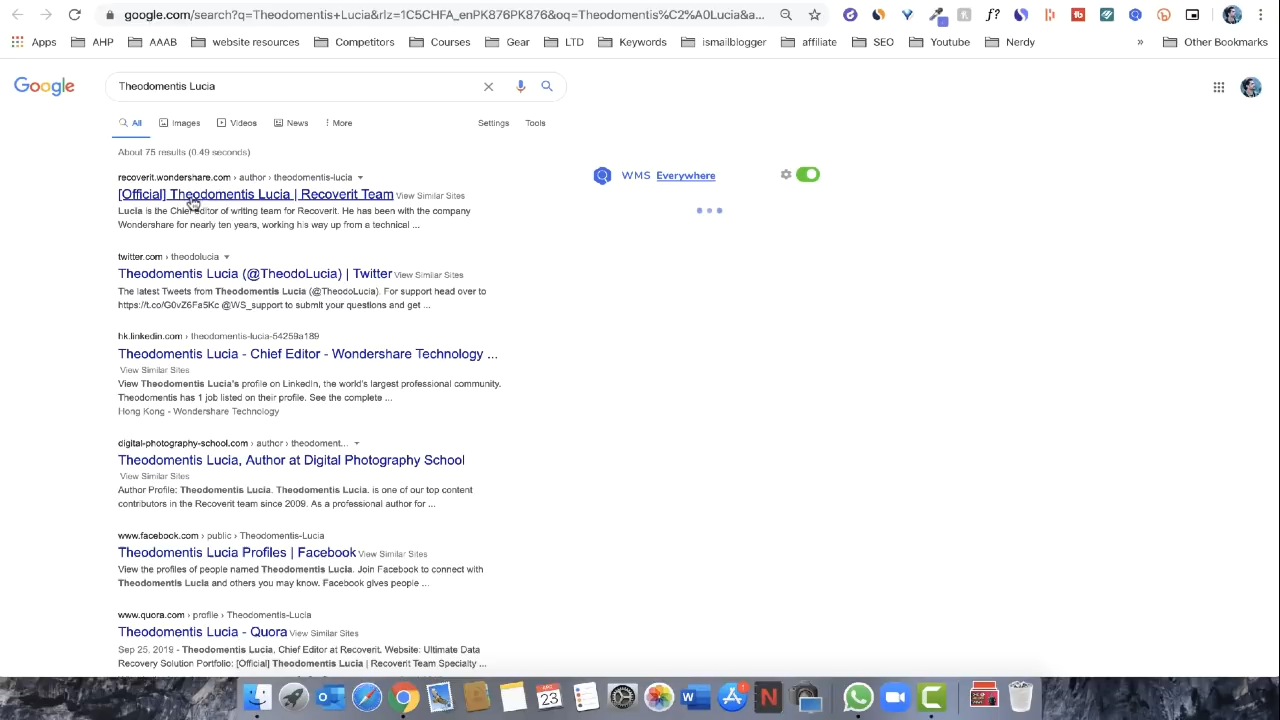 google.com/search?q=Theodomentis+Lucia&rlz=1C5CHFA_enPK876PK876&oq=Theodomentis%C2%A0Lucia&a...
Apps AHP AAAB website resources Competitors Courses Gear LTD Keywords ismailblogger affiliate SEO Youtube Nerdy » Other Bookmarks
Google Theodomentis Lucia
All Images Videos News More Settings Tools
About 75 results (0.49 seconds)
recoverit.wondershare.com › author › theodomentis-lucia
WMS Everywhere
[Official] Theodomentis Lucia | Recoverit Team View Similar Sites
Lucia is the Chief editor of writing team for Recoverit. He has been with the company
Wondershare for nearly ten years, working his way up from a technical ...
twitter.com › theodolucia
Theodomentis Lucia (@TheodoLucia) | Twitter View Similar Sites
The latest Tweets from Theodomentis Lucia (@TheodoLucia). For support head over to
https://t.co/G0vZ6Fa5Kc @WS_support to submit your questions and get ...
hk.linkedin.com › theodomentis-lucia-54259a189
Theodomentis Lucia - Chief Editor - Wondershare Technology ...
View Similar Sites
View Theodomentis Lucia's profile on LinkedIn, the world's largest professional community.
Theodomentis has 1 job listed on their profile. See the complete ...
Hong Kong - Wondershare Technology
digital-photography-school.com › author › theodoment...
Theodomentis Lucia, Author at Digital Photography School
View Similar Sites
Author Profile: Theodomentis Lucia. Theodomentis Lucia. is one of our top content
contributors in the Recoverit team since 2009. As a professional author for ...
www.facebook.com › public › Theodomentis-Lucia
Theodomentis Lucia Profiles | Facebook View Similar Sites
View the profiles of people named Theodomentis Lucia. Join Facebook to connect with
Theodomentis Lucia and others you may know. Facebook gives people ...
www.quora.com › profile › Theodomentis-Lucia
Theodomentis Lucia - Quora View Similar Sites
Sep 25, 2019 - Theodomentis Lucia, Chief Editor at Recoverit. Website: Ultimate Data
Recovery Solution Portfolio: [Official] Theodomentis Lucia | Recoverit Team Specialty ...
23